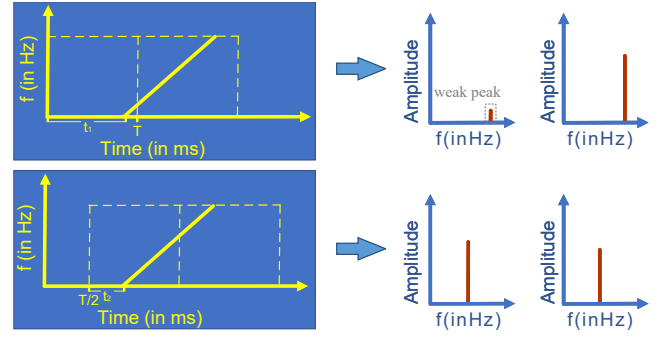 f (in Hz)
t₁
T
Time (in ms)
Amplitude
weak peak
f(inHz)
Amplitude
f(inHz)
f (in Hz)
T/2
t₂
Time (in ms)
Amplitude
f(inHz)
Amplitude
f(inHz)